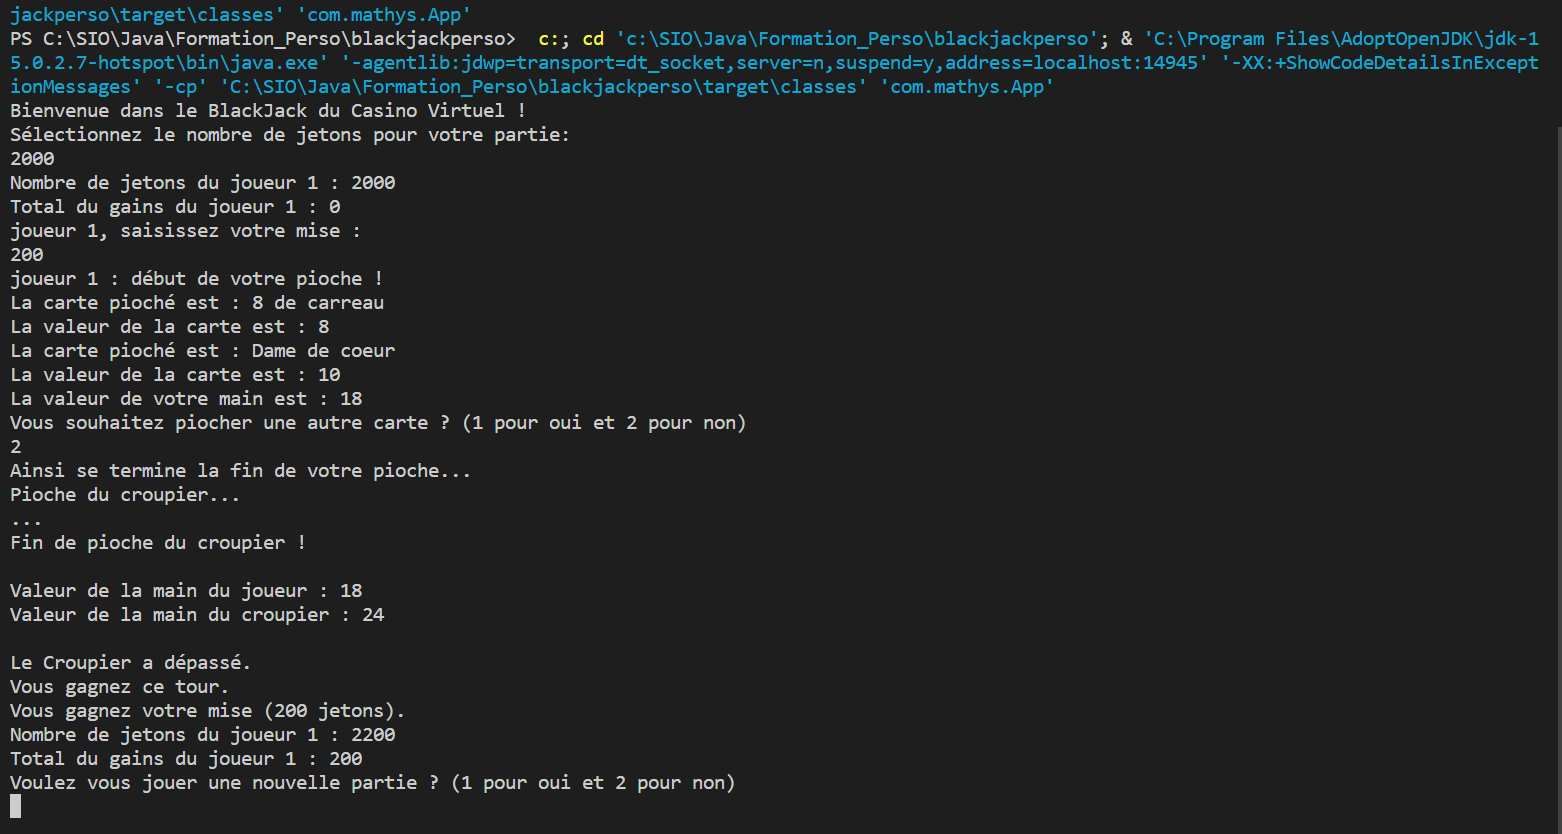 jackperso\target\classes' 'com.mathys.App'
PS C:\SIO\Java\Formation_Perso\blackjackperso>  c:; cd 'c:\SIO\Java\Formation_Perso\blackjackperso'; & 'C:\Program Files\AdoptOpenJDK\jdk-1
5.0.2.7-hotspot\bin\java.exe' '-agentlib:jdwp=transport=dt_socket,server=n,suspend=y,address=localhost:14945' '-XX:+ShowCodeDetailsInExcept
ionMessages' '-cp' 'C:\SIO\Java\Formation_Perso\blackjackperso\target\classes' 'com.mathys.App'
Bienvenue dans le BlackJack du Casino Virtuel !
Sélectionnez le nombre de jetons pour votre partie:
2000
Nombre de jetons du joueur 1 : 2000
Total du gains du joueur 1 : 0
joueur 1, saisissez votre mise :
200
joueur 1 : début de votre pioche !
La carte pioché est : 8 de carreau
La valeur de la carte est : 8
La carte pioché est : Dame de coeur
La valeur de la carte est : 10
La valeur de votre main est : 18
Vous souhaitez piocher une autre carte ? (1 pour oui et 2 pour non)
2
Ainsi se termine la fin de votre pioche...
Pioche du croupier...
...
Fin de pioche du croupier !
Valeur de la main du joueur : 18
Valeur de la main du croupier : 24
Le Croupier a dépassé.
Vous gagnez ce tour.
Vous gagnez votre mise (200 jetons).
Nombre de jetons du joueur 1 : 2200
Total du gains du joueur 1 : 200
Voulez vous jouer une nouvelle partie ? (1 pour oui et 2 pour non)